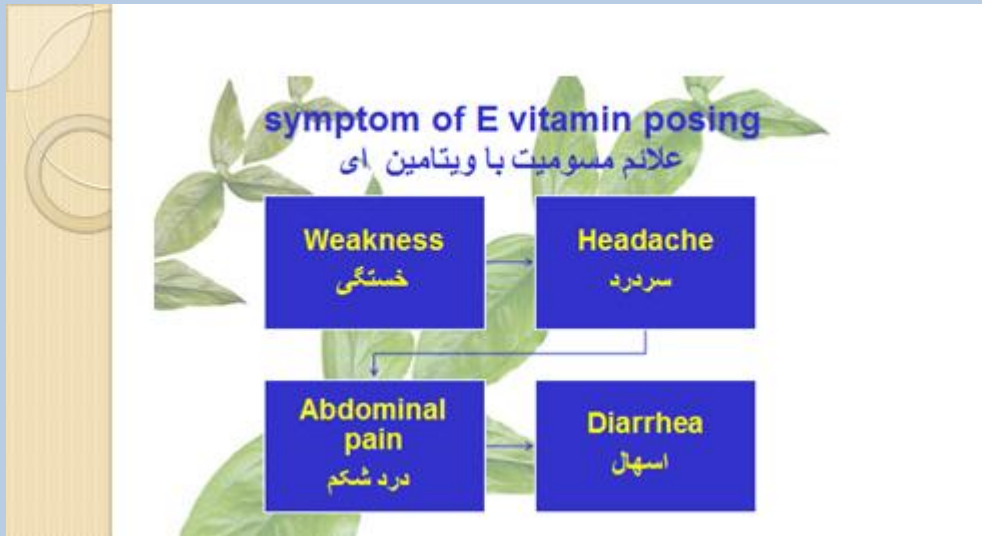 symptom of E vitamin posing
علائم مسومیت با ویتامین ای
Weakness
خستگی
Headache
سردرد
Abdominal
pain
درد شکم
Diarrhea
اسهال